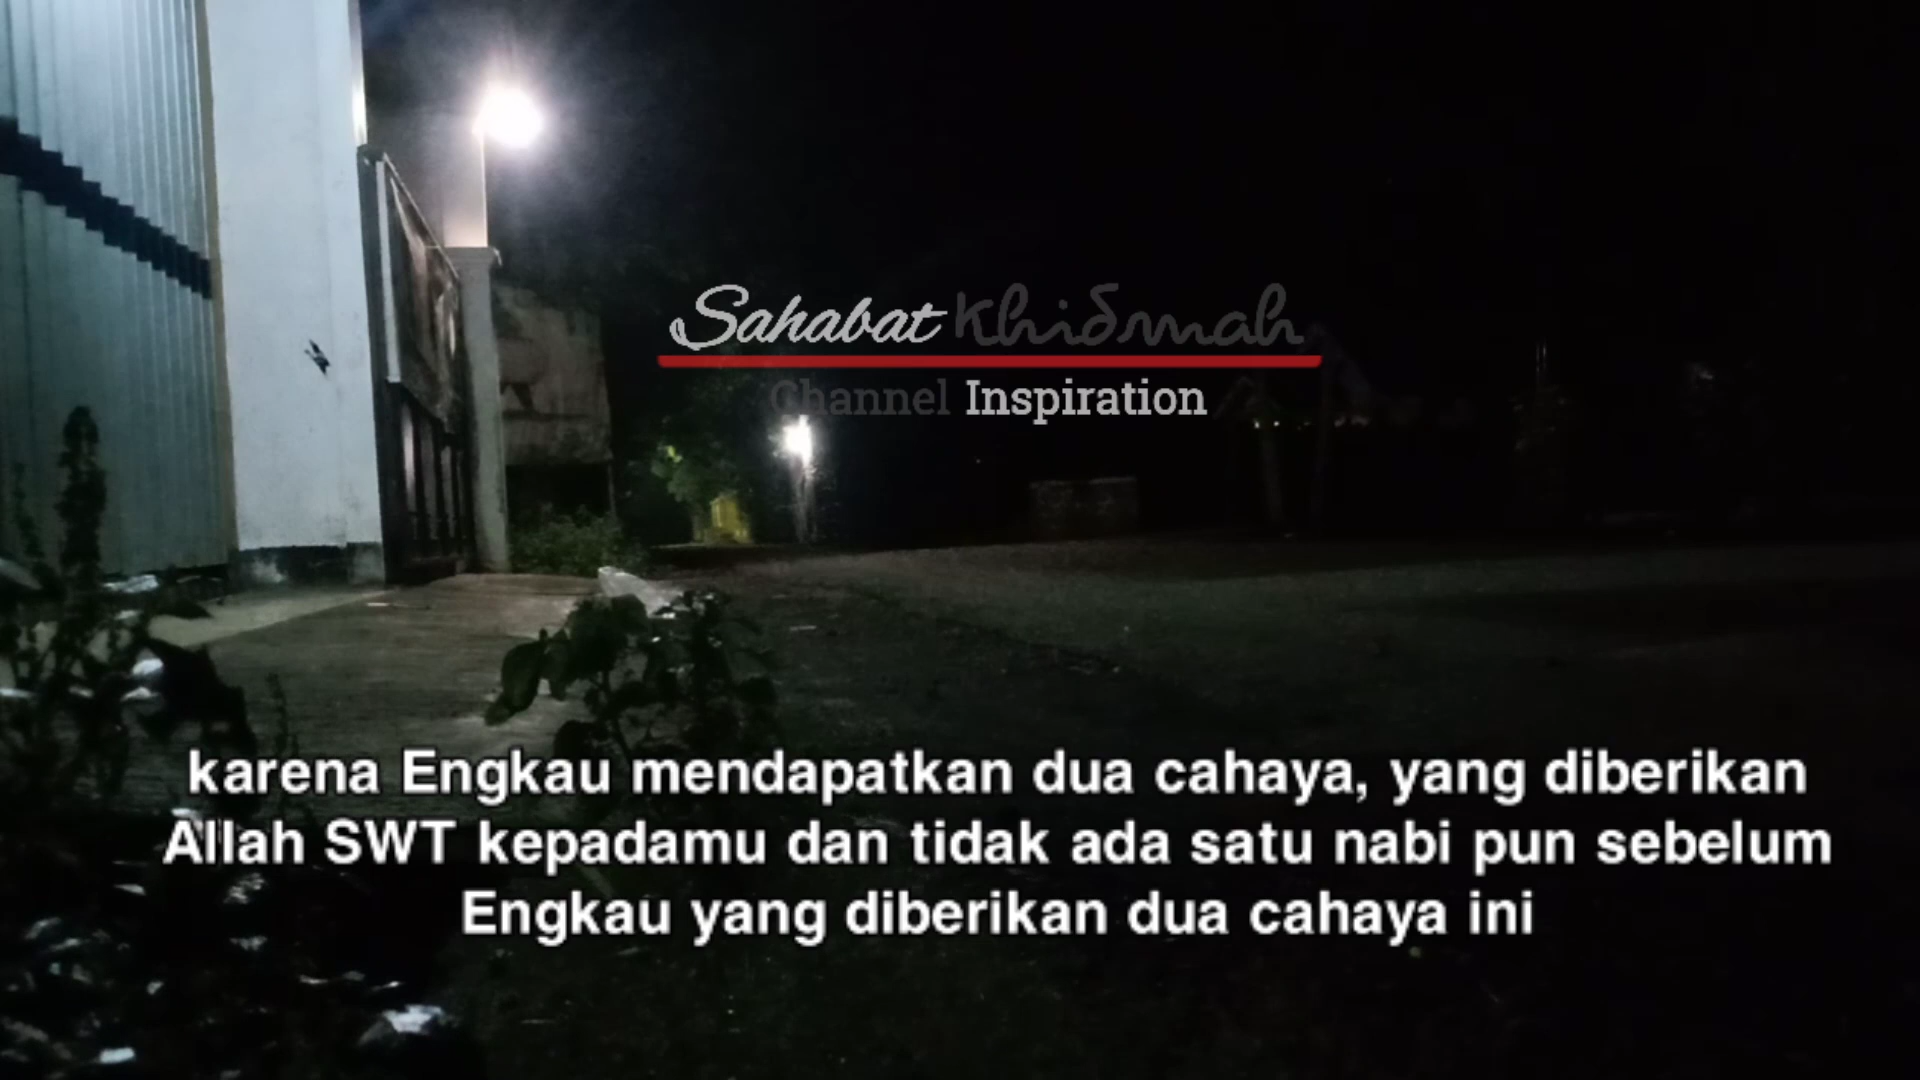 Sahabat Khidmah
Channel Inspiration
karena Engkau mendapatkan dua cahaya, yang diberikan
Allah SWT kepadamu dan tidak ada satu nabi pun sebelum
Engkau yang diberikan dua cahaya ini